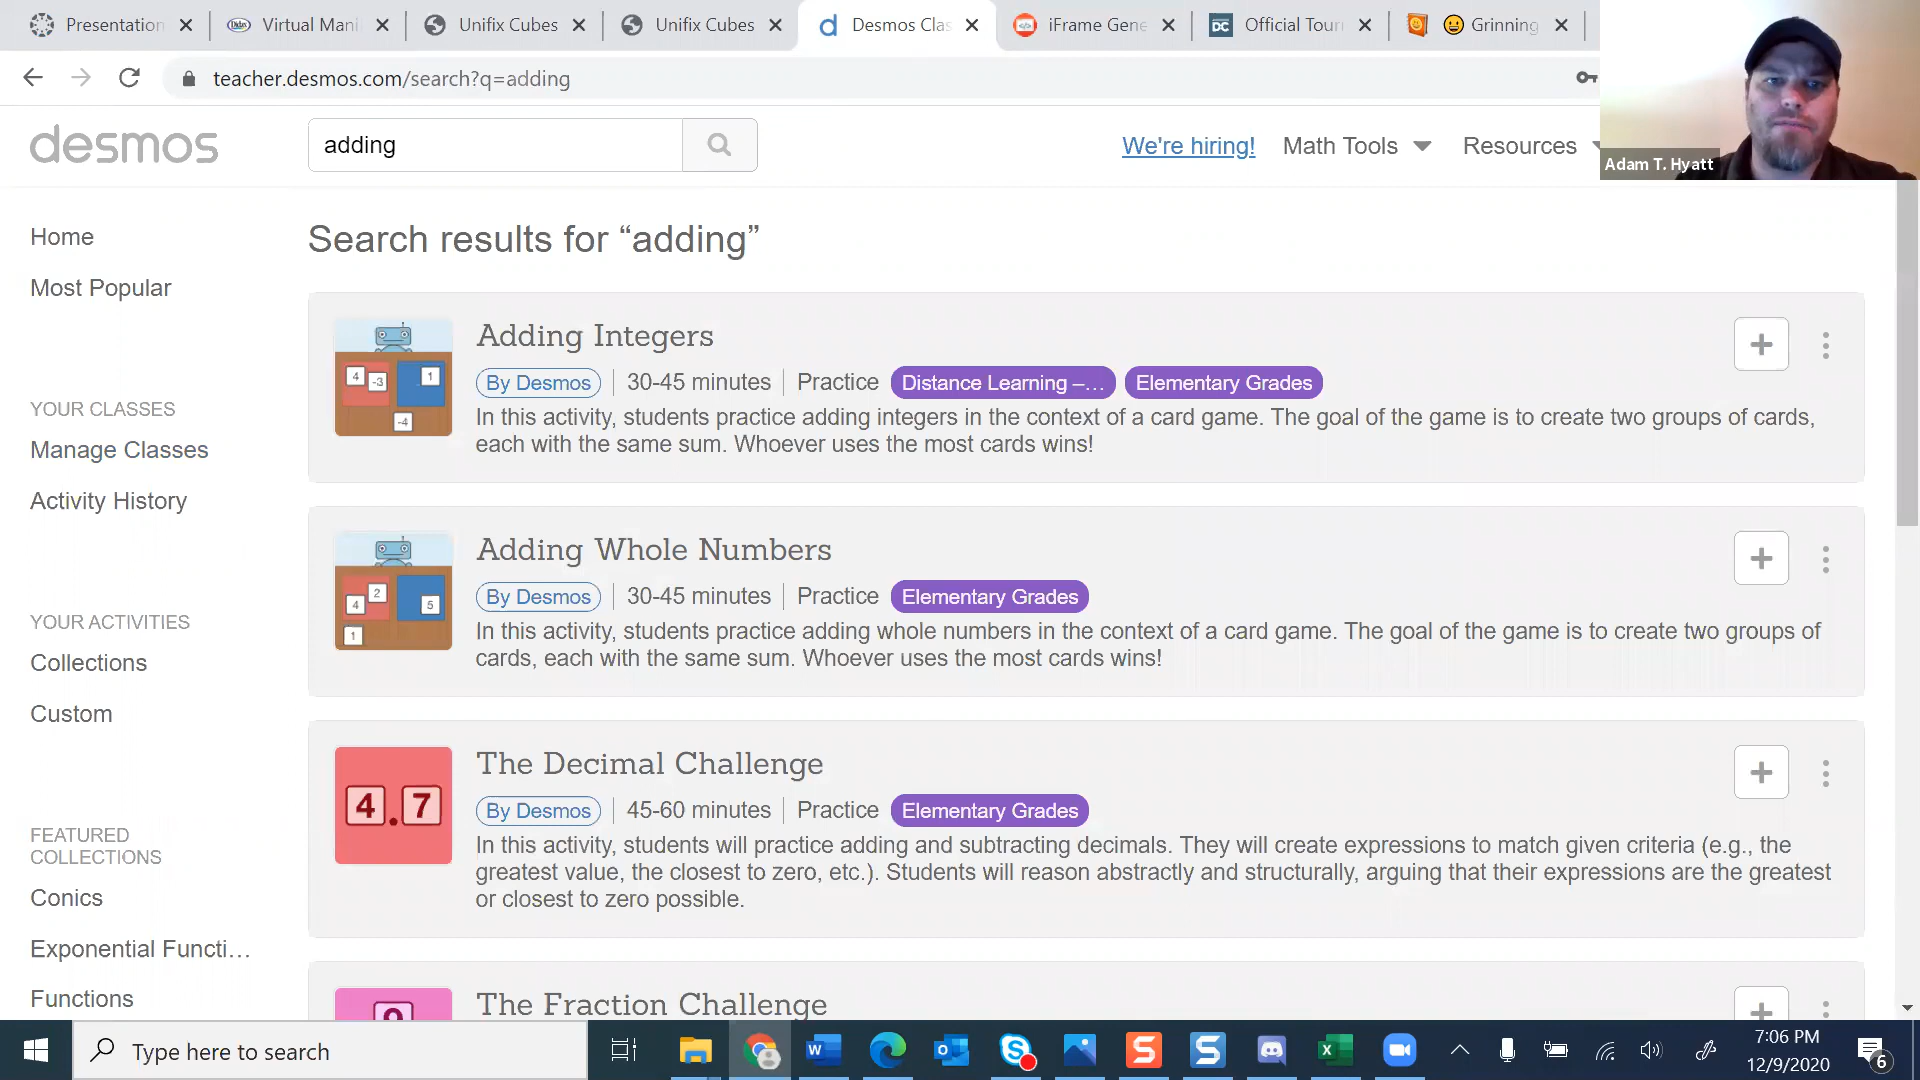 Presentation
Virtual Mani
Unifix Cubes
Unifix Cubes
Desmos Clas
iFrame Gene
Official Tour
Grinning
teacher.desmos.com/search?q=adding
desmos
adding
We're hiring!
Math Tools
Resources
Adam T. Hyatt
Home
Most Popular
YOUR CLASSES
Manage Classes
Activity History
YOUR ACTIVITIES
Collections
Custom
FEATURED
COLLECTIONS
Conics
Exponential Functi…
Functions
Search results for “adding”
4 -3 1
-4
Adding Integers
By Desmos 30-45 minutes Practice Distance Learning –… Elementary Grades
In this activity, students practice adding integers in the context of a card game. The goal of the game is to create two groups of cards,
each with the same sum. Whoever uses the most cards wins!
4 2 5
1
Adding Whole Numbers
By Desmos 30-45 minutes Practice Elementary Grades
In this activity, students practice adding whole numbers in the context of a card game. The goal of the game is to create two groups of
cards, each with the same sum. Whoever uses the most cards wins!
4.7
The Decimal Challenge
By Desmos 45-60 minutes Practice Elementary Grades
In this activity, students will practice adding and subtracting decimals. They will create expressions to match given criteria (e.g., the
greatest value, the closest to zero, etc.). Students will reason abstractly and structurally, arguing that their expressions are the greatest
or closest to zero possible.
The Fraction Challenge
Type here to search
7:06 PM
12/9/2020
6